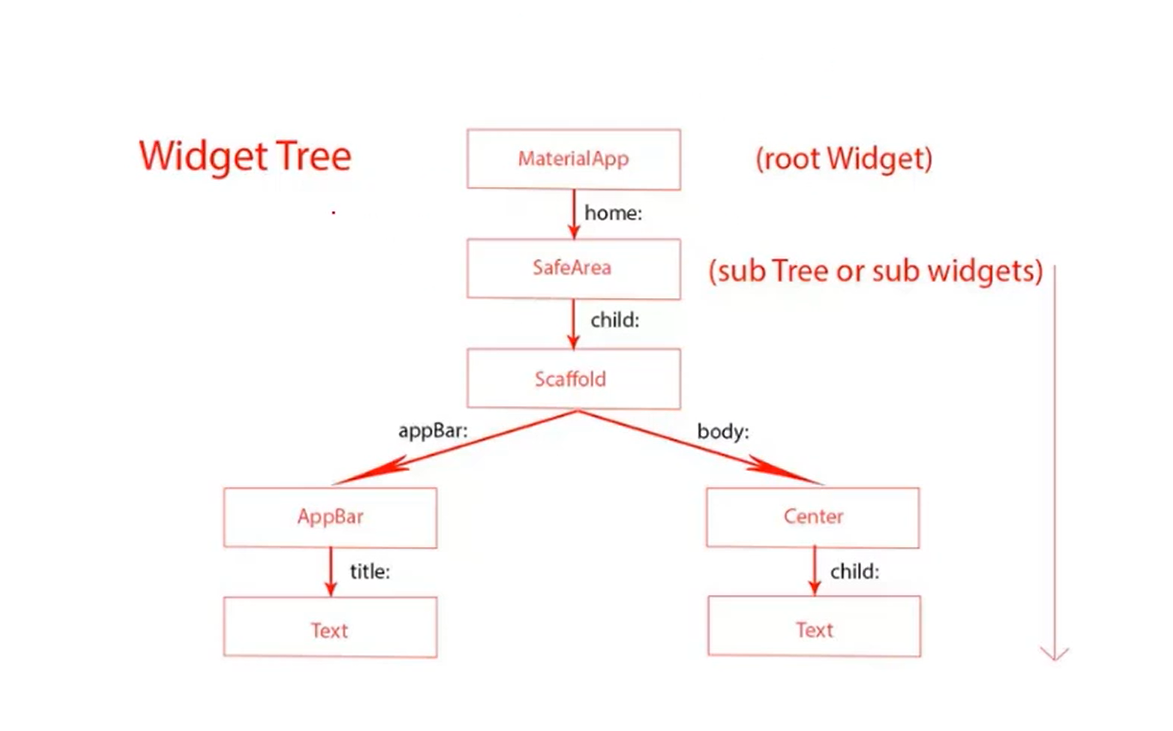 Widget Tree
MaterialApp
(root Widget)
home:
SafeArea
(sub Tree or sub widgets)
child:
Scaffold
appBar:
body:
AppBar
Center
title:
child:
Text
Text